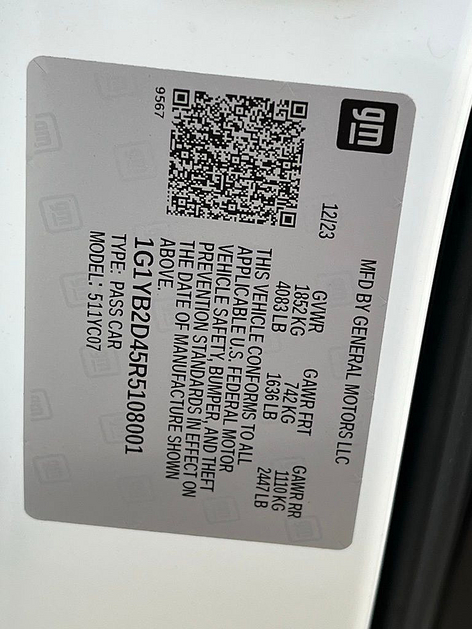 gm
MFD BY GENERAL MOTORS LLC
12/23
GVWR GAWR FRT GAWR RR
1852 KG 742 KG 1110 KG
4083 LB 1636 LB 2447 LB
THIS VEHICLE CONFORMS TO ALL
APPLICABLE U.S. FEDERAL MOTOR
VEHICLE SAFETY, BUMPER, AND THEFT
PREVENTION STANDARDS IN EFFECT ON
THE DATE OF MANUFACTURE SHOWN
ABOVE.
1G1YB2D45R5108001
TYPE: PASS CAR
MODEL: 511YC07
9567